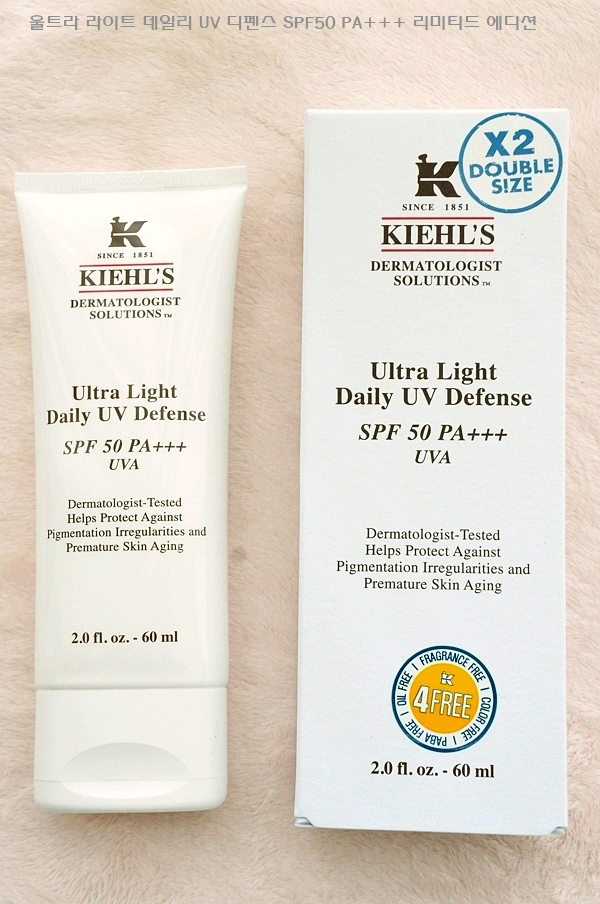 울트라 라이트 데일리 UV 디펜스 SPF50 PA+++ 리미티드 에디션
K
SINCE 1851
KIEHL'S
DERMATOLOGIST
SOLUTIONS™
Ultra Light
Daily UV Defense
SPF 50 PA+++
UVA
Dermatologist-Tested
Helps Protect Against
Pigmentation Irregularities and
Premature Skin Aging
2.0 fl. oz. - 60 ml
X2
DOUBLE
SIZE
K
SINCE 1851
KIEHL'S
DERMATOLOGIST
SOLUTIONS™
Ultra Light
Daily UV Defense
SPF 50 PA+++
UVA
Dermatologist-Tested
Helps Protect Against
Pigmentation Irregularities and
Premature Skin Aging
OIL FREE | FRAGRANCE FREE | COLOR FREE | PABA FREE |
K
4FREE
2.0 fl. oz. - 60 ml